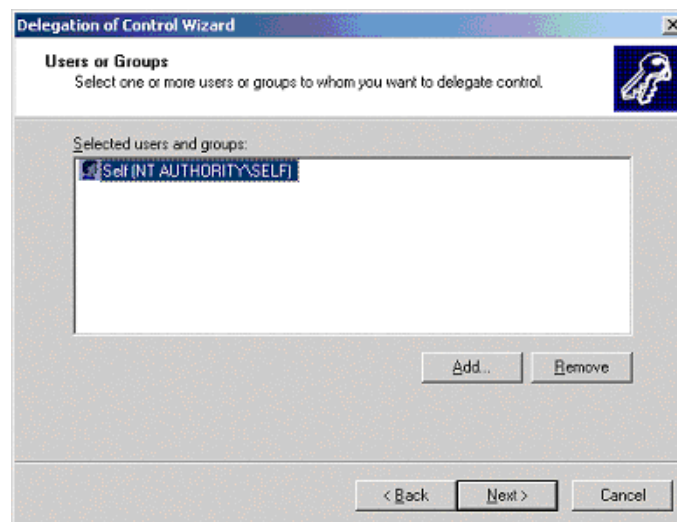 Delegation of Control Wizard
Users or Groups
Select one or more users or groups to whom you want to delegate control.
Selected users and groups:
Self (NT AUTHORITY\SELF)
Add...
Remove
< Back
Next >
Cancel